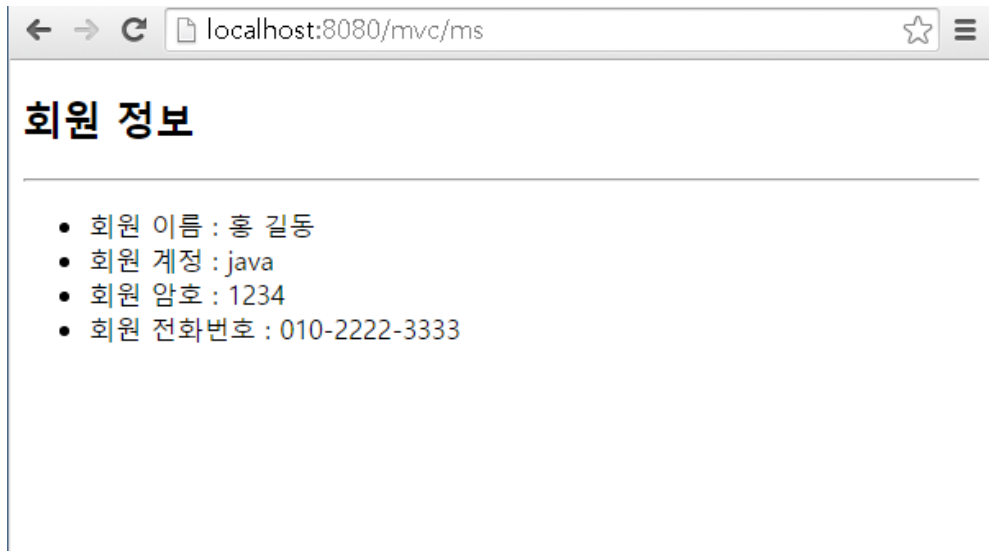 localhost:8080/mvc/ms
회원 정보
회원 이름 : 홍 길동
회원 계정 : java
회원 암호 : 1234
회원 전화번호 : 010-2222-3333